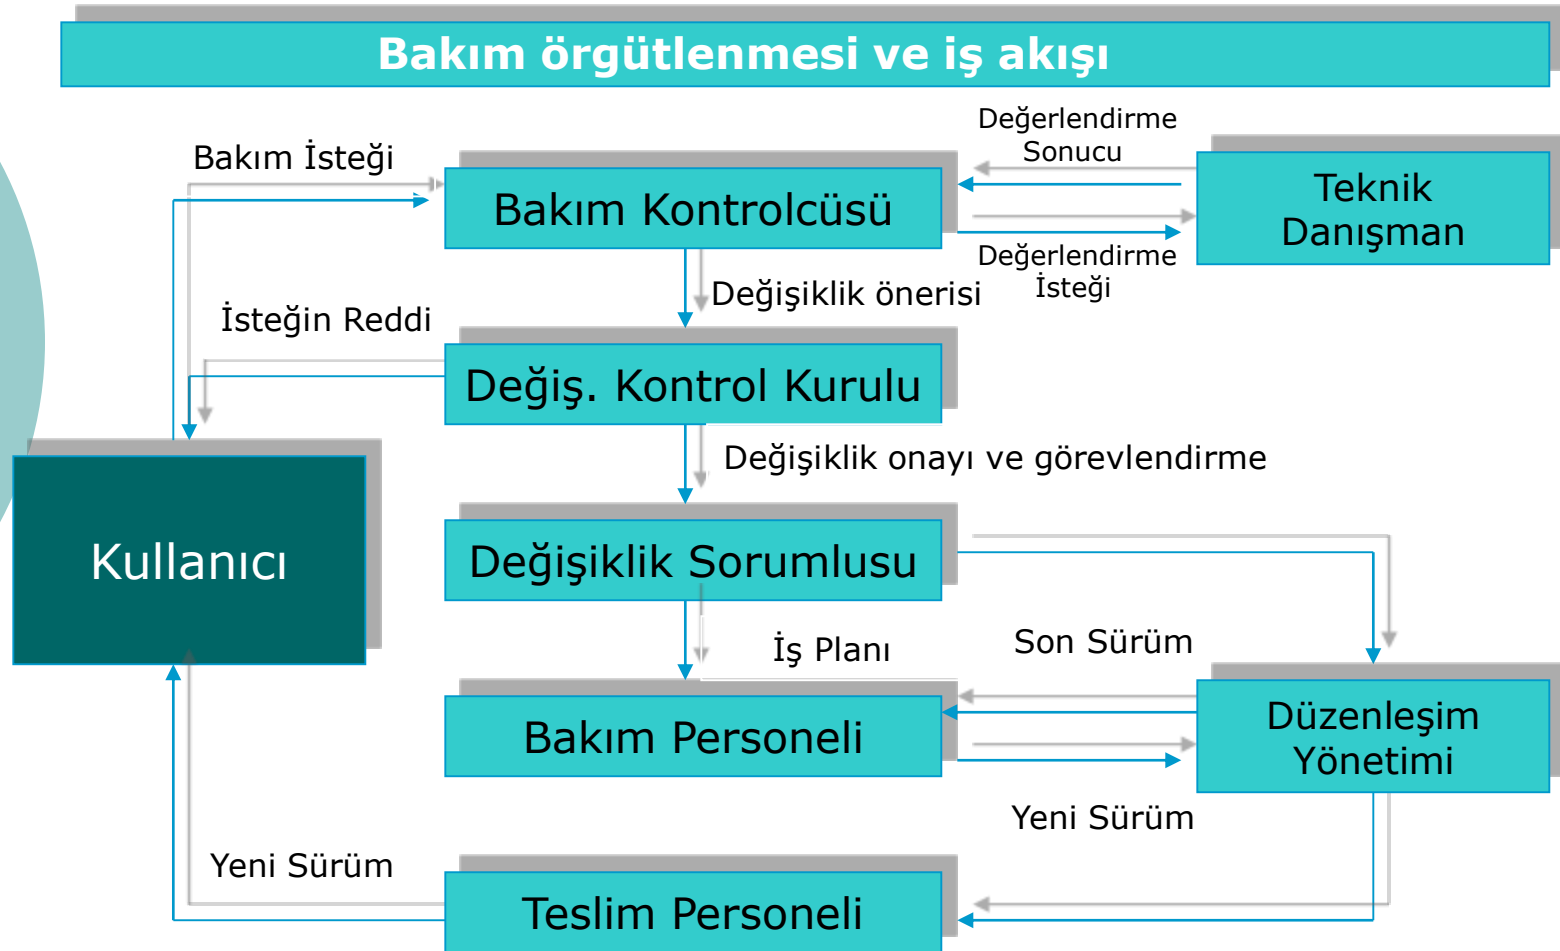 Bakım örgütlenmesi ve iş akışı
Değerlendirme
Sonucu
Bakım İsteği
Bakım Kontrolcüsü
Teknik
Danışman
Değerlendirme
İsteği
Değişiklik önerisi
İsteğin Reddi
Değiş. Kontrol Kurulu
Değişiklik onayı ve görevlendirme
Kullanıcı
Değişiklik Sorumlusu
İş Planı
Son Sürüm
Bakım Personeli
Düzenleşim
Yönetimi
Yeni Sürüm
Yeni Sürüm
Teslim Personeli